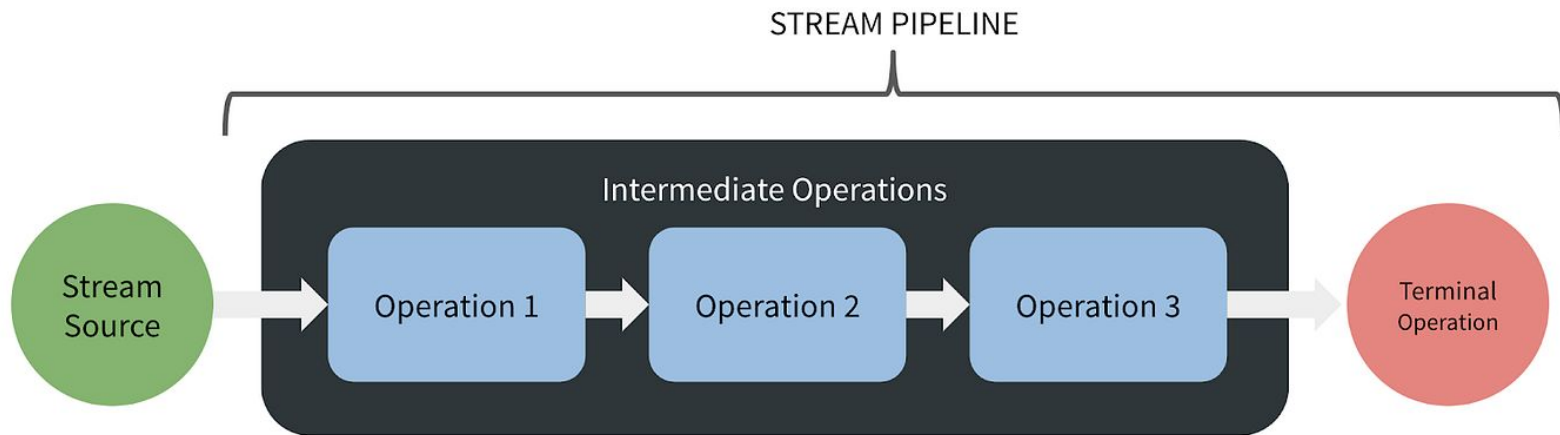 STREAM PIPELINE
Intermediate Operations
Stream
Source
Operation 1
Operation 2
Operation 3
Terminal
Operation